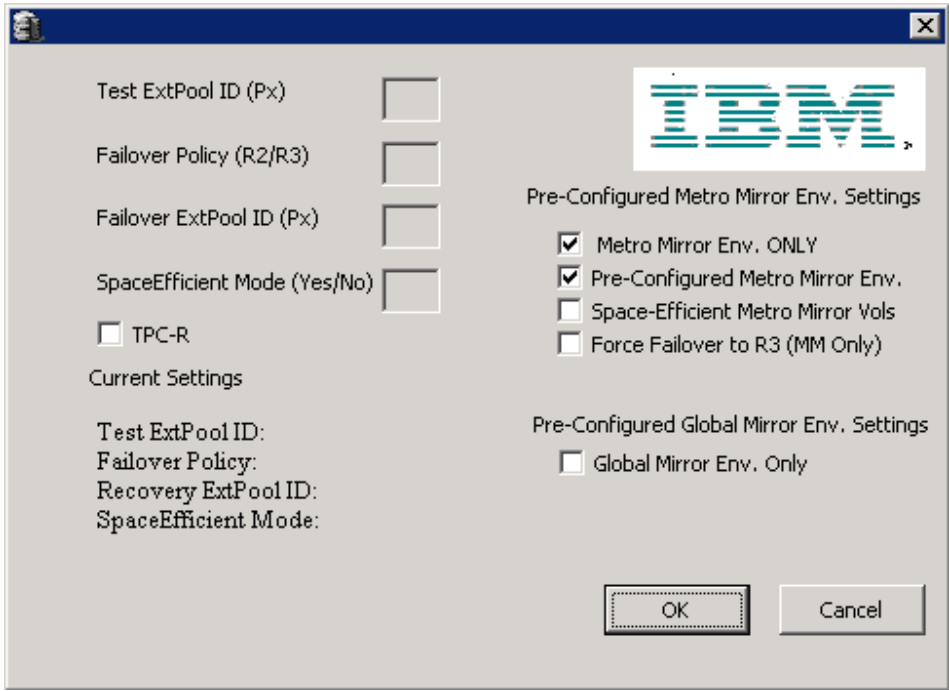 Test ExtPool ID (Px)
Failover Policy (R2/R3)
Failover ExtPool ID (Px)
SpaceEfficient Mode (Yes/No)
TPC-R
Current Settings
Test ExtPool ID:
Failover Policy:
Recovery ExtPool ID:
SpaceEfficient Mode:
IBM
Pre-Configured Metro Mirror Env. Settings
Metro Mirror Env. ONLY
Pre-Configured Metro Mirror Env.
Space-Efficient Metro Mirror Vols
Force Failover to R3 (MM Only)
Pre-Configured Global Mirror Env. Settings
Global Mirror Env. Only
OK
Cancel